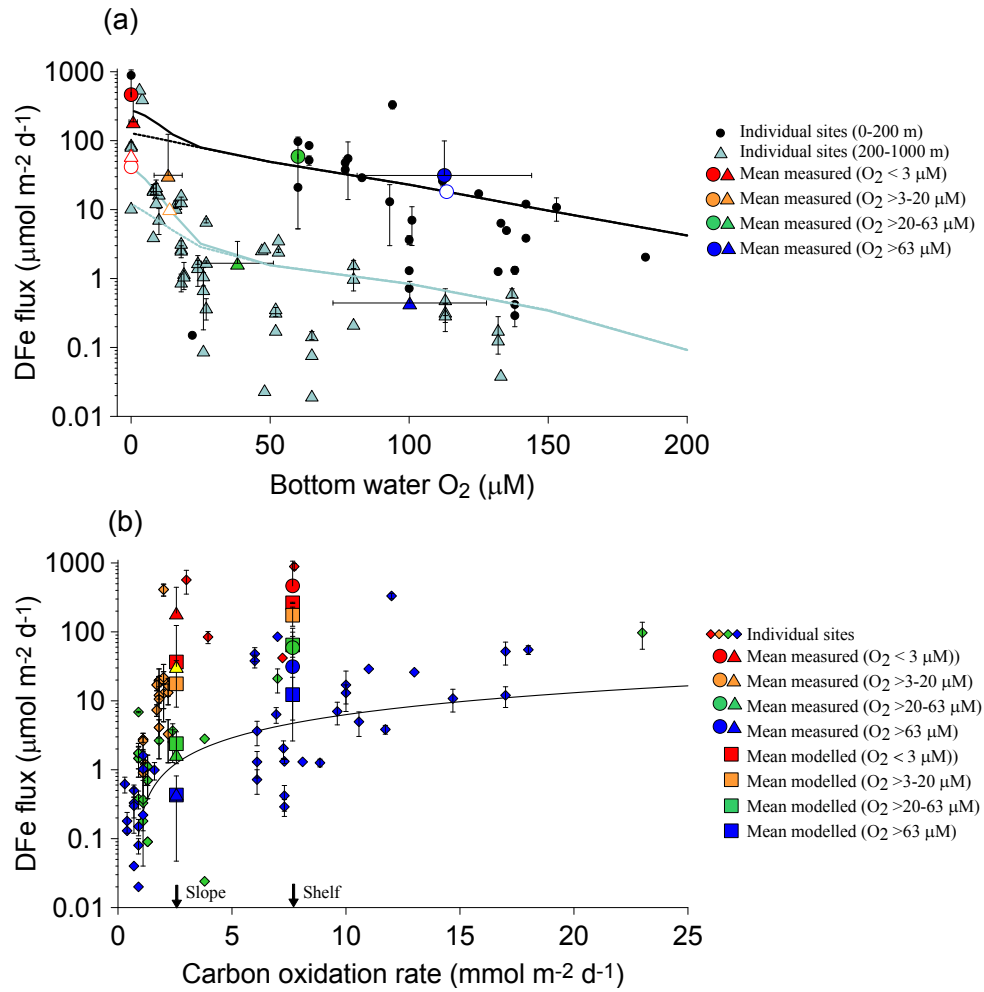 (a)
1000
100
10
1
0.1
0.01
DFe flux (μmol m-2 d-1)
0 50 100 150 200
Bottom water O2 (μM)
Individual sites (0-200 m)
Individual sites (200-1000 m)
Mean measured (O2 < 3 μM)
Mean measured (O2 >3-20 μM)
Mean measured (O2 >20-63 μM)
Mean measured (O2 >63 μM)
(b)
1000
100
10
1
0.1
0.01
DFe flux (μmol m-2 d-1)
Slope
Shelf
0 5 10 15 20 25
Carbon oxidation rate (mmol m-2 d-1)
Individual sites
Mean measured (O2 < 3 μM))
Mean measured (O2 >3-20 μM)
Mean measured (O2 >20-63 μM)
Mean measured (O2 >63 μM)
Mean modelled (O2 < 3 μM))
Mean modelled (O2 >3-20 μM)
Mean modelled (O2 >20-63 μM)
Mean modelled (O2 >63 μM)